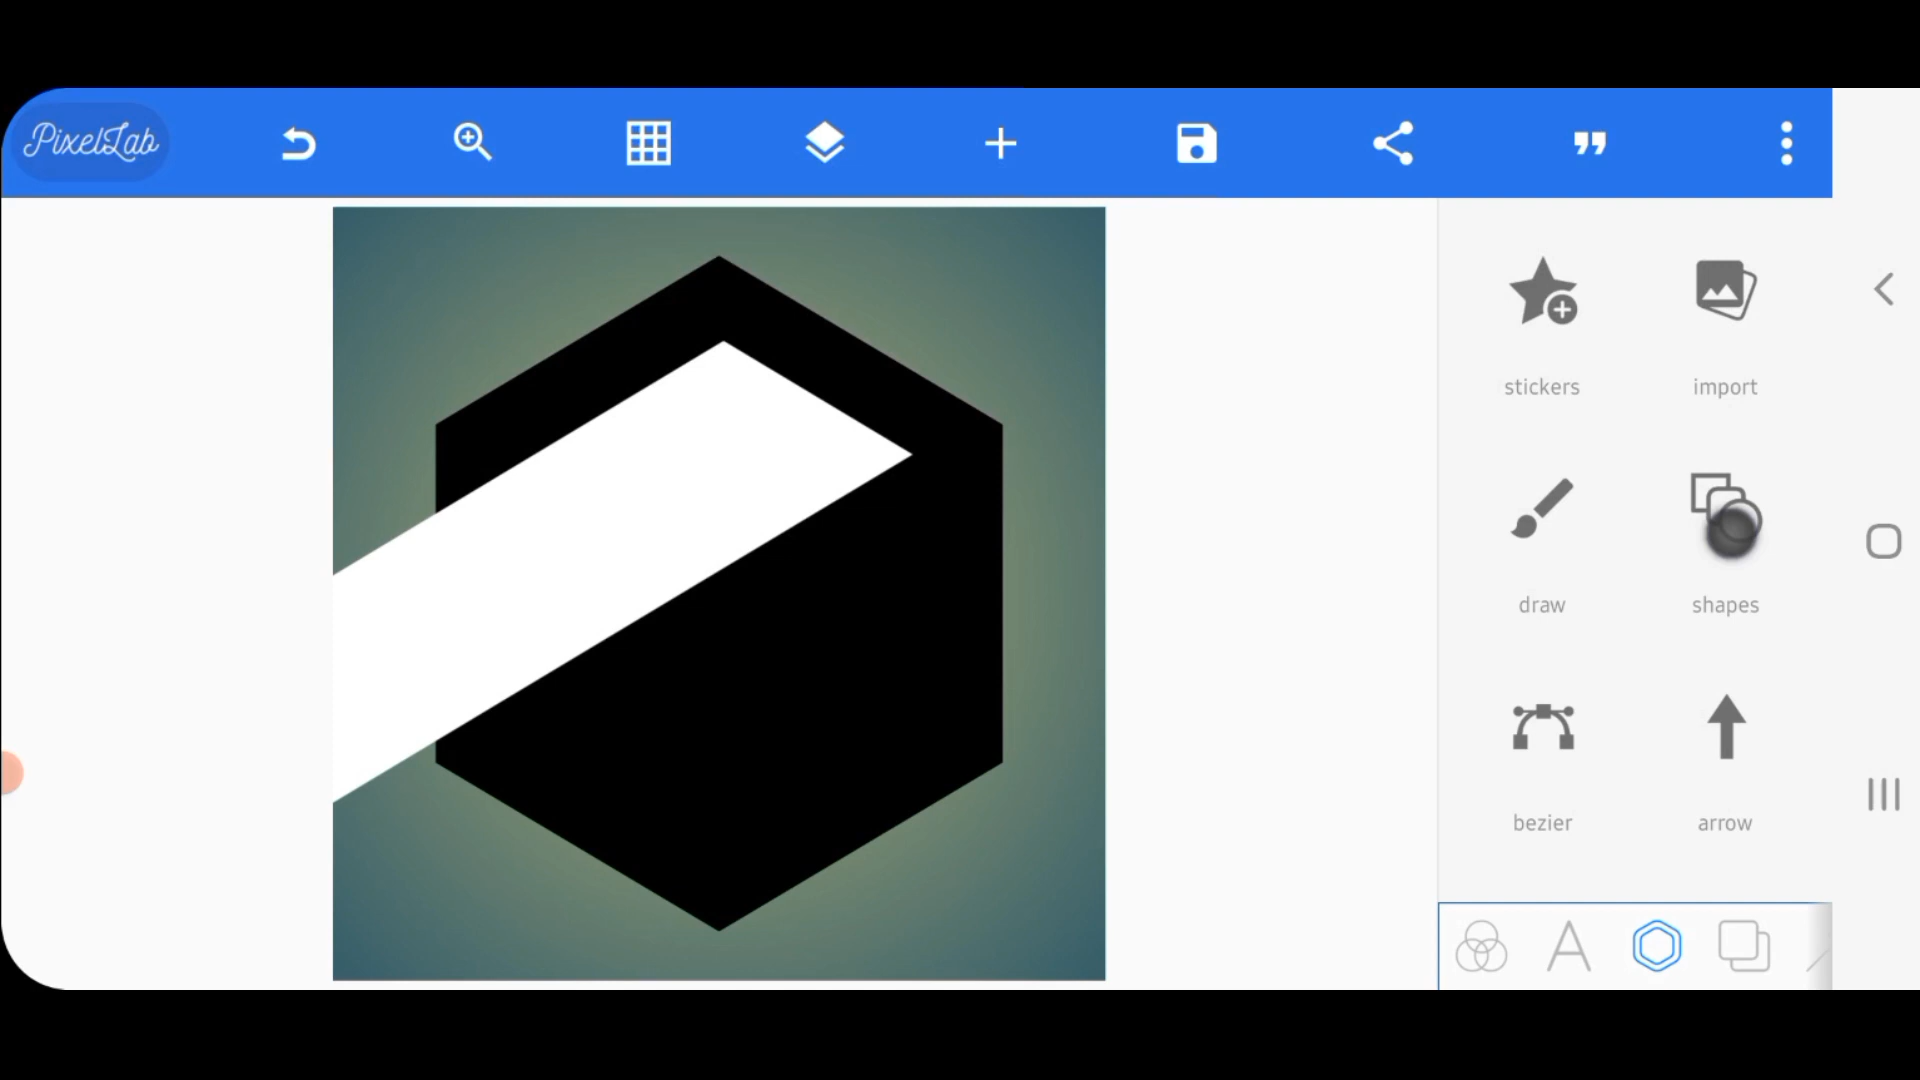 PixelLab
stickers
import
draw
shapes
bezier
arrow